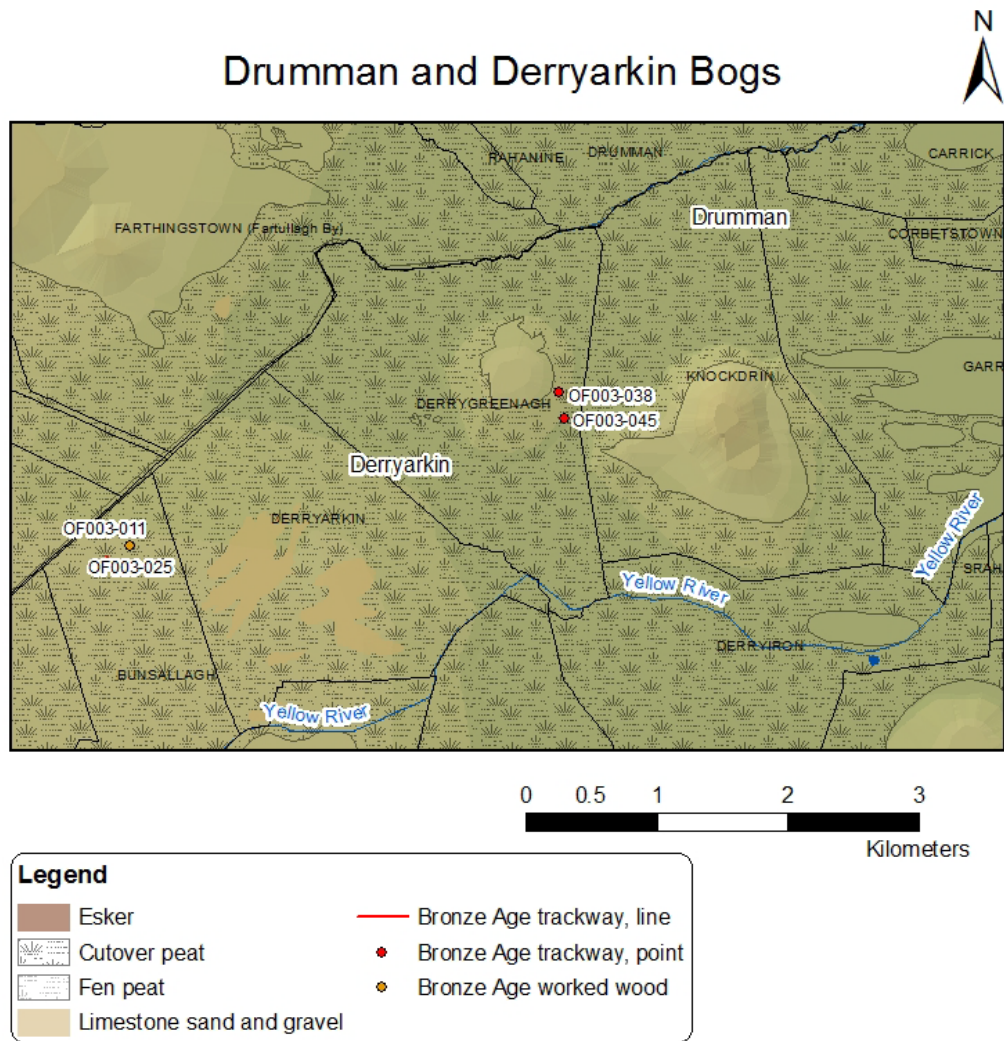 N
Drumman and Derryarkin Bogs
RAHANINE
DRUMMAN
CARRICK
FARTHINGSTOWN (Fartullagh By)
Drumman
CORBETSTOWN
GARR
KNOCKDRIN
DERRYGREENAGH
OF003-038
OF003-045
Derryarkin
DERRYARKIN
OF003-011
OF003-025
Yellow River
SRAH
Yellow River
DERRYIRON
BUNSALLAGH
Yellow River
0 0.5 1 2 3
Kilometers
Legend
Esker
Cutover peat
Fen peat
Limestone sand and gravel
Bronze Age trackway, line
Bronze Age trackway, point
Bronze Age worked wood